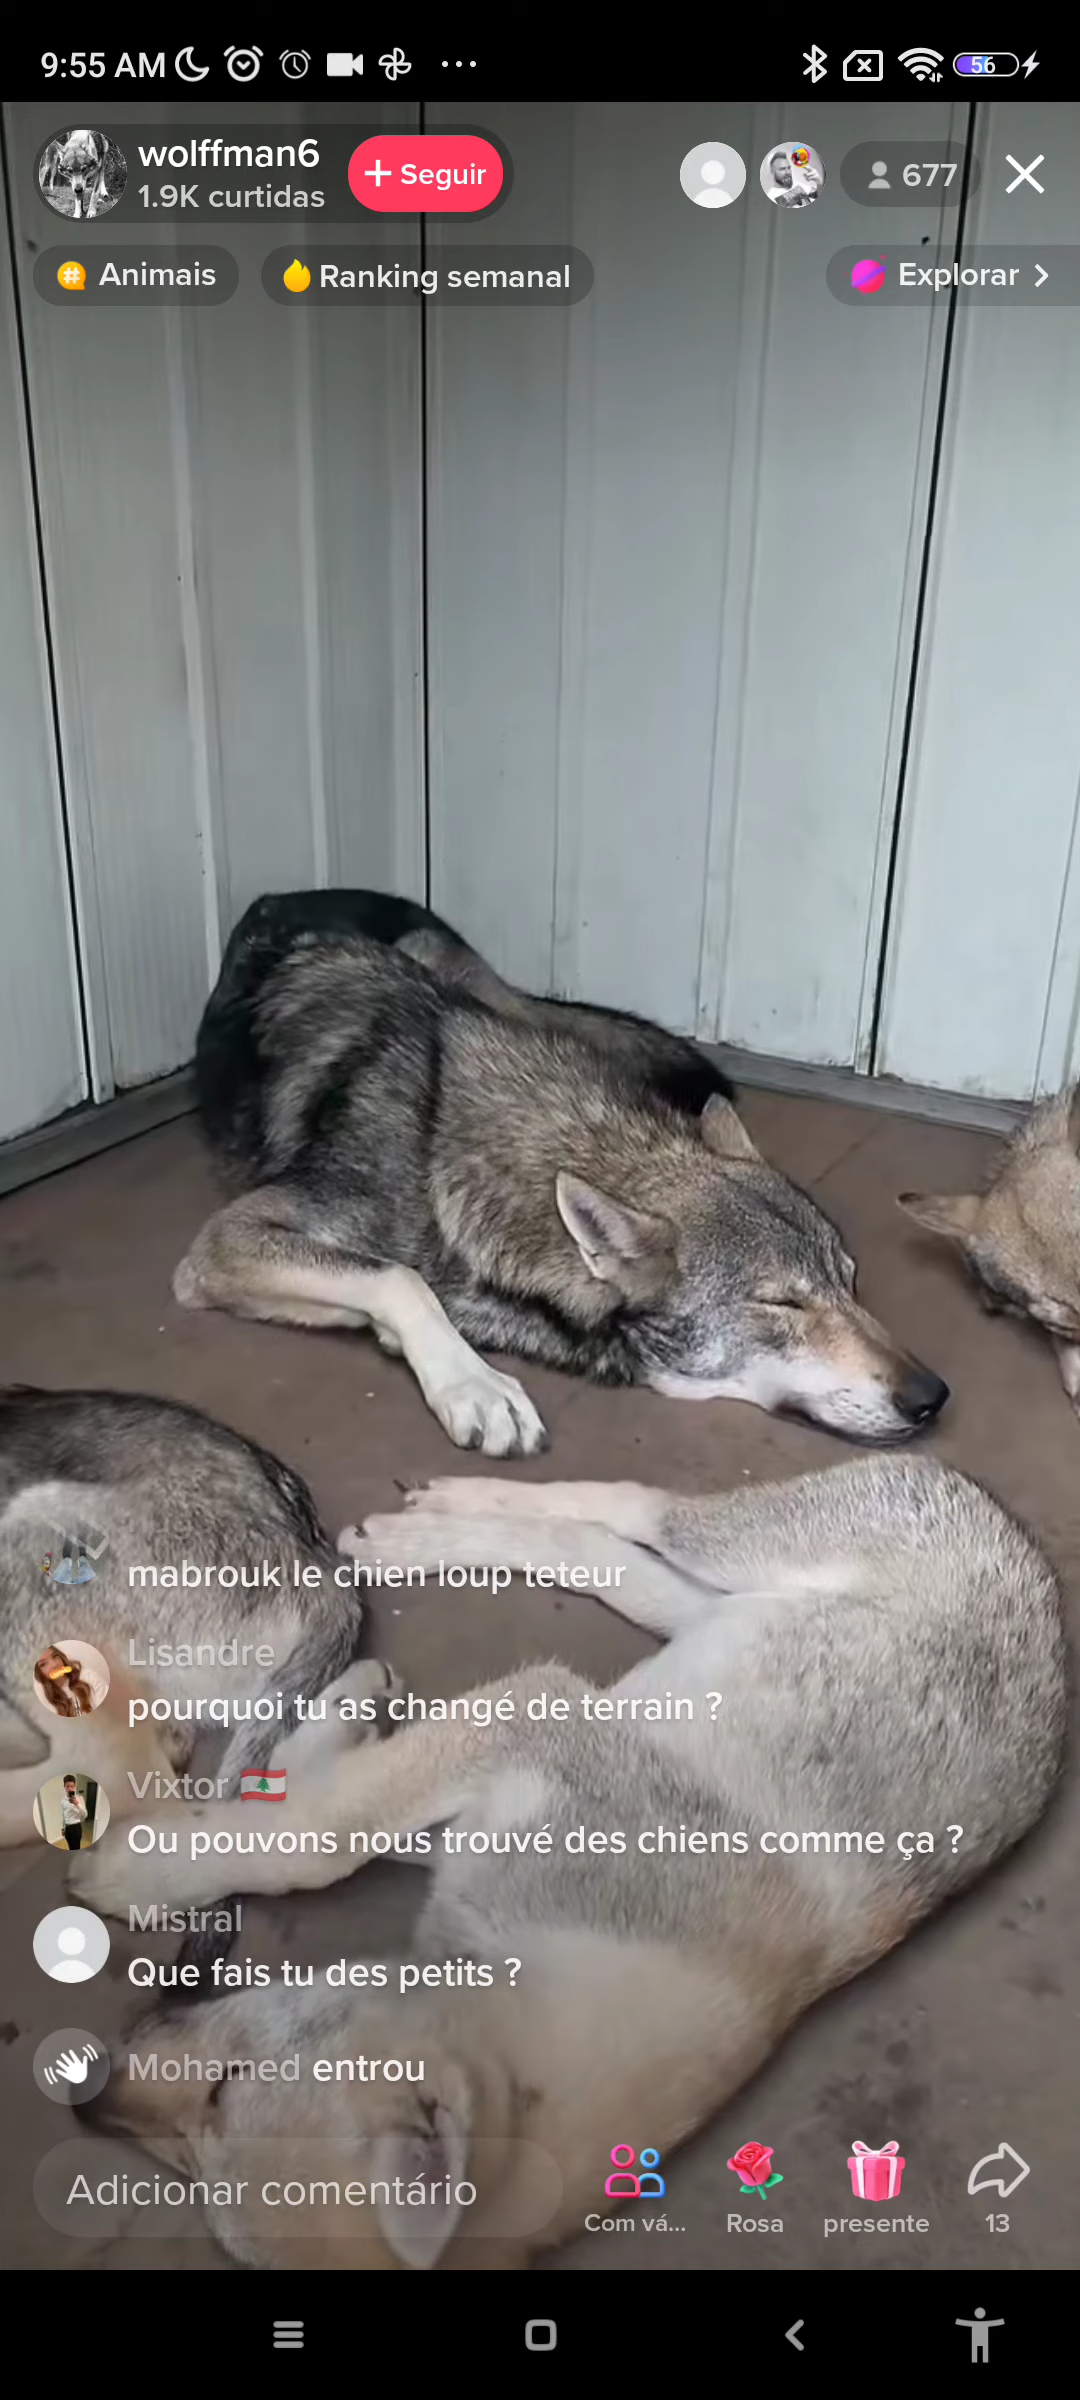 9:55 AM
56
wolffman6
1.9K curtidas
+ Seguir
677
Animais
Ranking semanal
Explorar
mabrouk le chien loup teteur
Lisandre
pourquoi tu as changé de terrain ?
Vixtor 🇱🇧
Ou pouvons nous trouvé des chiens comme ça ?
Mistral
Que fais tu des petits ?
Mohamed entrou
Adicionar comentário
Com vá...
Rosa
presente
13